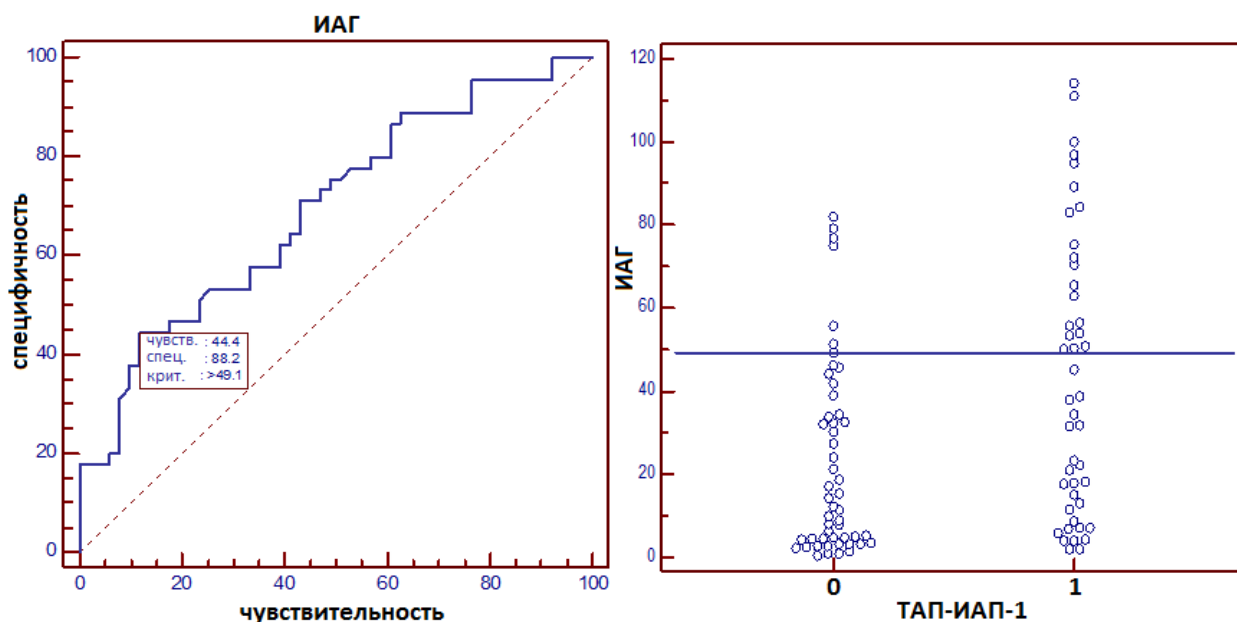 ИАГ
100
80
60
40
20
0
специфичность
чувств. : 44.4
спец. : 88.2
крит. : >49.1
0 20 40 60 80 100
чувствительность
120
100
80
60
40
20
0
ИАГ
0 1
ТАП-ИАП-1